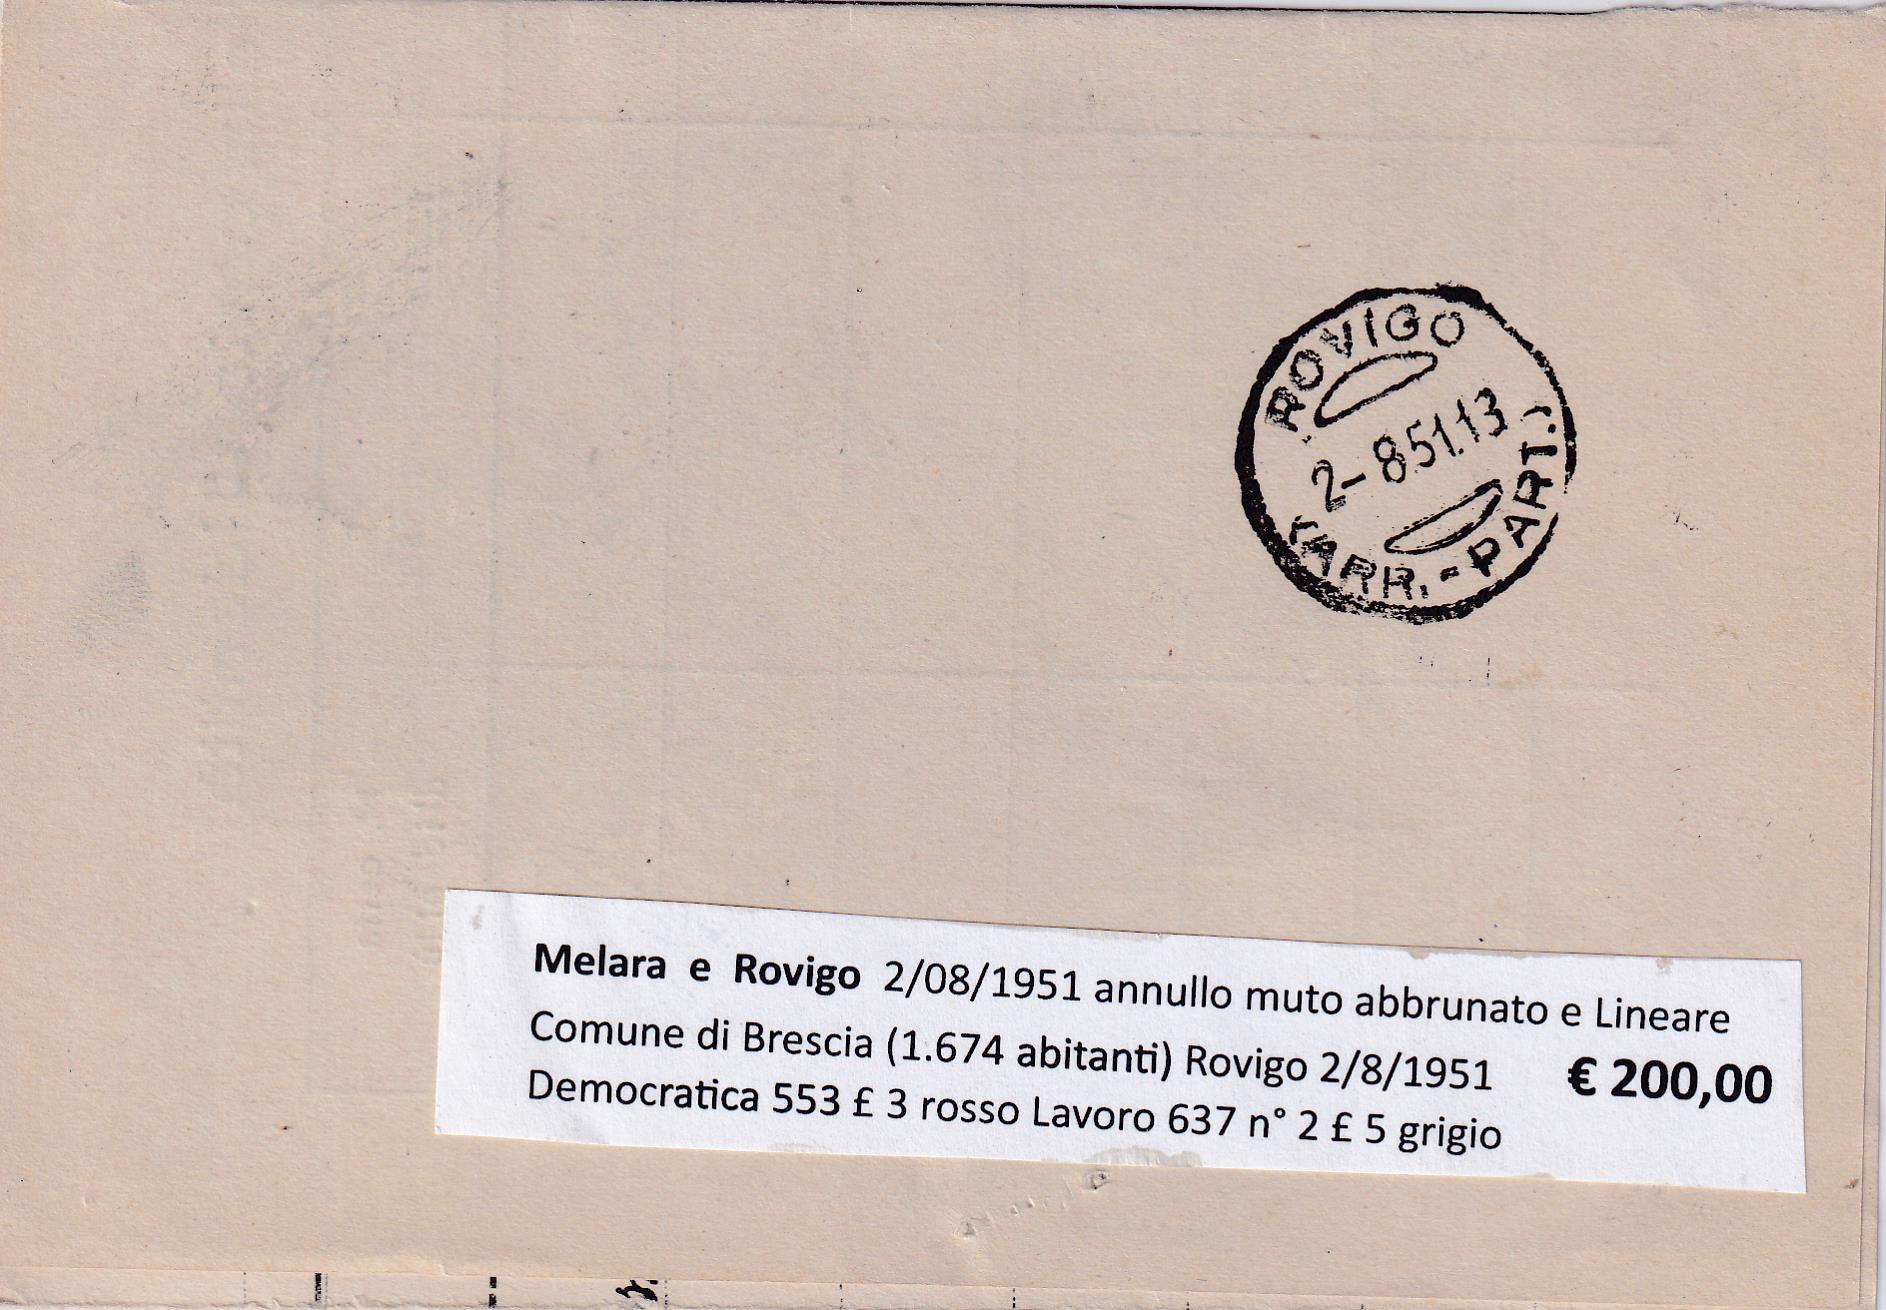 ROVIGO
2-8.51.13
(ARR.-PART.)
Melara e Rovigo 2/08/1951 annullo muto abbrunato e Lineare
Comune di Brescia (1.674 abitanti) Rovigo 2/8/1951 € 200,00
Democratica 553 £ 3 rosso Lavoro 637 n° 2 £ 5 grigio